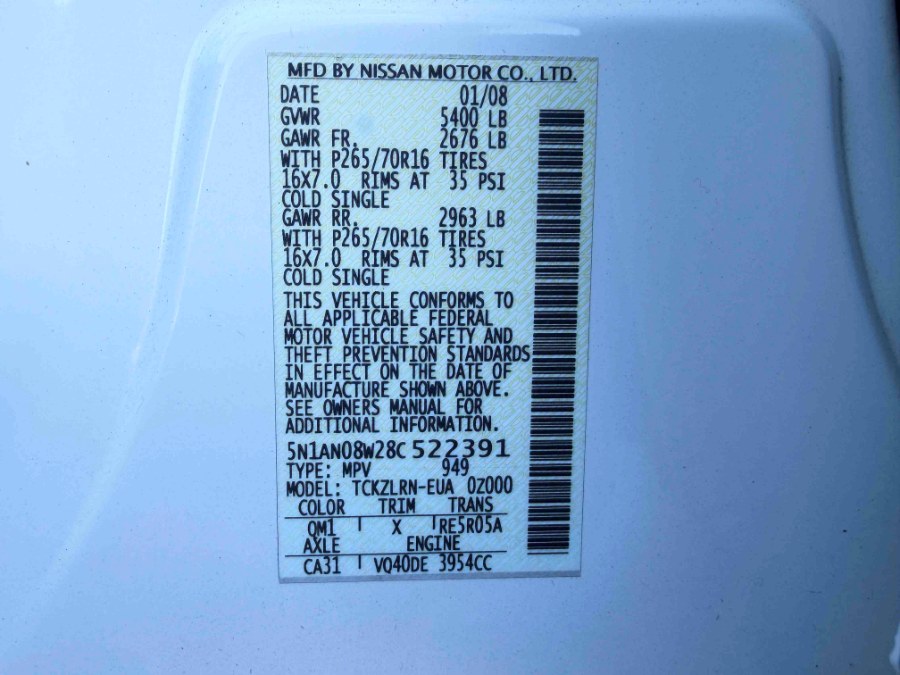 MFD BY NISSAN MOTOR CO., LTD.
DATE 01/08
GVWR 5400 LB
GAWR FR. 2676 LB
WITH P265/70R16 TIRES
16X7.0 RIMS AT 35 PSI
COLD SINGLE
GAWR RR. 2963 LB
WITH P265/70R16 TIRES
16X7.0 RIMS AT 35 PSI
COLD SINGLE
THIS VEHICLE CONFORMS TO
ALL APPLICABLE FEDERAL
MOTOR VEHICLE SAFETY AND
THEFT PREVENTION STANDARDS
IN EFFECT ON THE DATE OF
MANUFACTURE SHOWN ABOVE.
SEE OWNERS MANUAL FOR
ADDITIONAL INFORMATION.
5N1AN08W28C522391
TYPE: MPV 949
MODEL: TCKZLRN-EUA 0Z000
COLOR TRIM TRANS
QM1 X RE5R05A
AXLE ENGINE
CA31 VQ40DE 3954CC